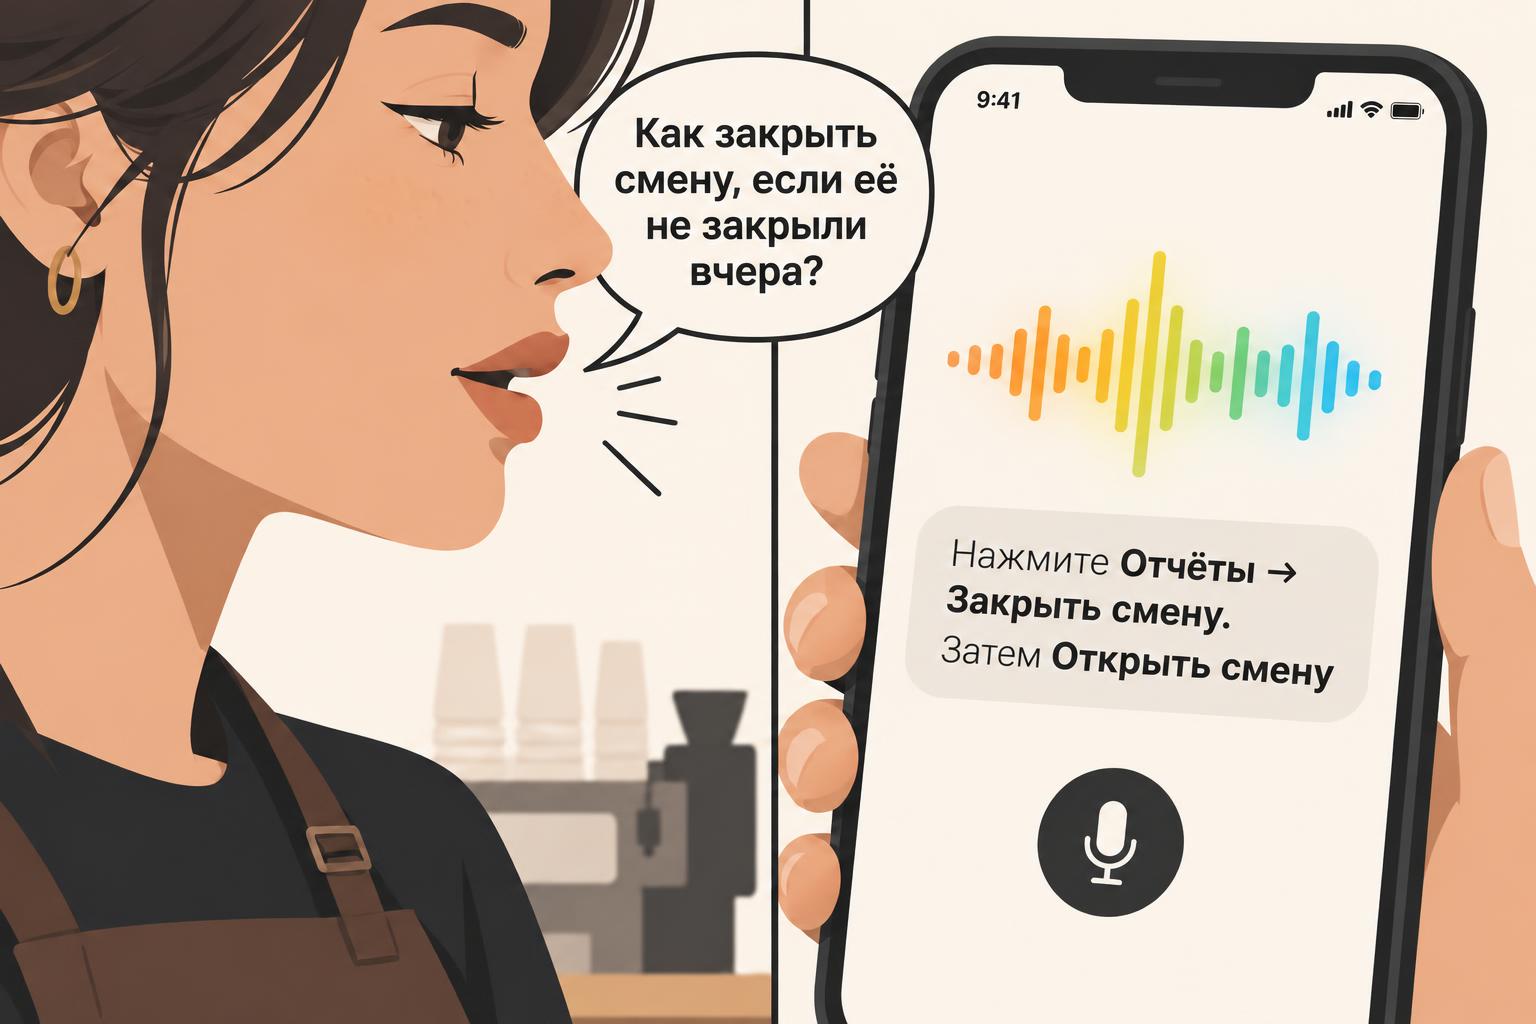 Как закрыть
смену, если её
не закрыли
вчера?
9:41
Нажмите Отчёты →
Закрыть смену.
Затем Открыть смену